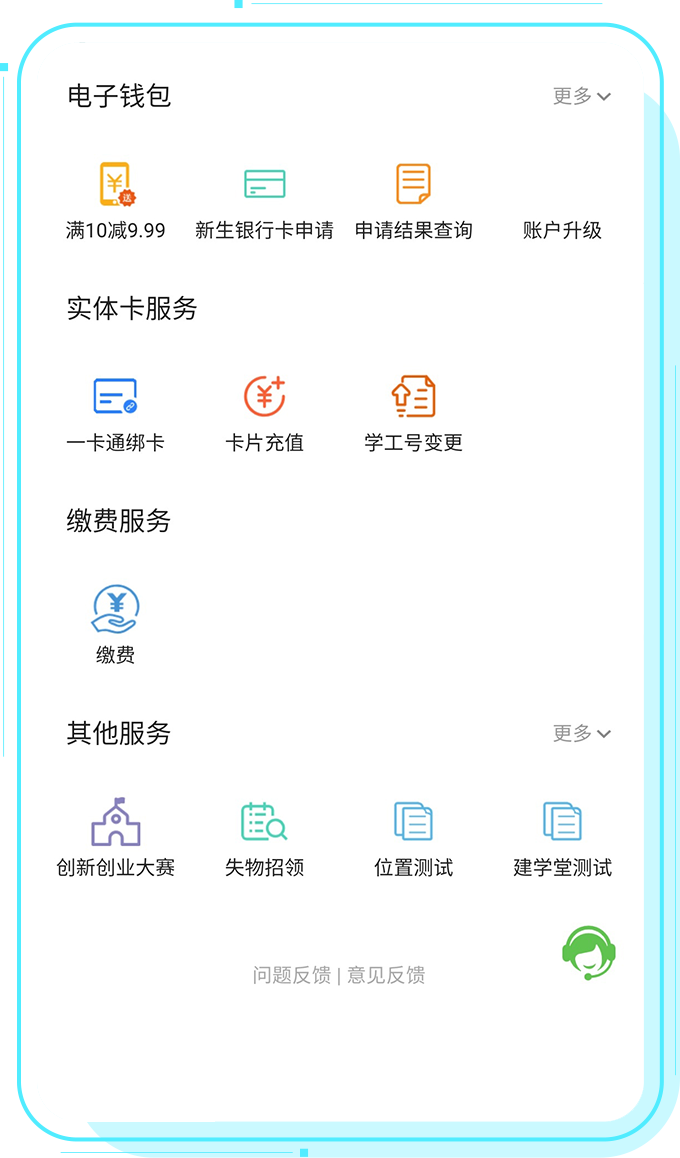 电子钱包 更多
送
满10减9.99 新生银行卡申请 申请结果查询 账户升级
实体卡服务
一卡通绑卡 卡片充值 学工号变更
缴费服务
缴费
其他服务 更多
创新创业大赛 失物招领 位置测试 建学堂测试
问题反馈 | 意见反馈